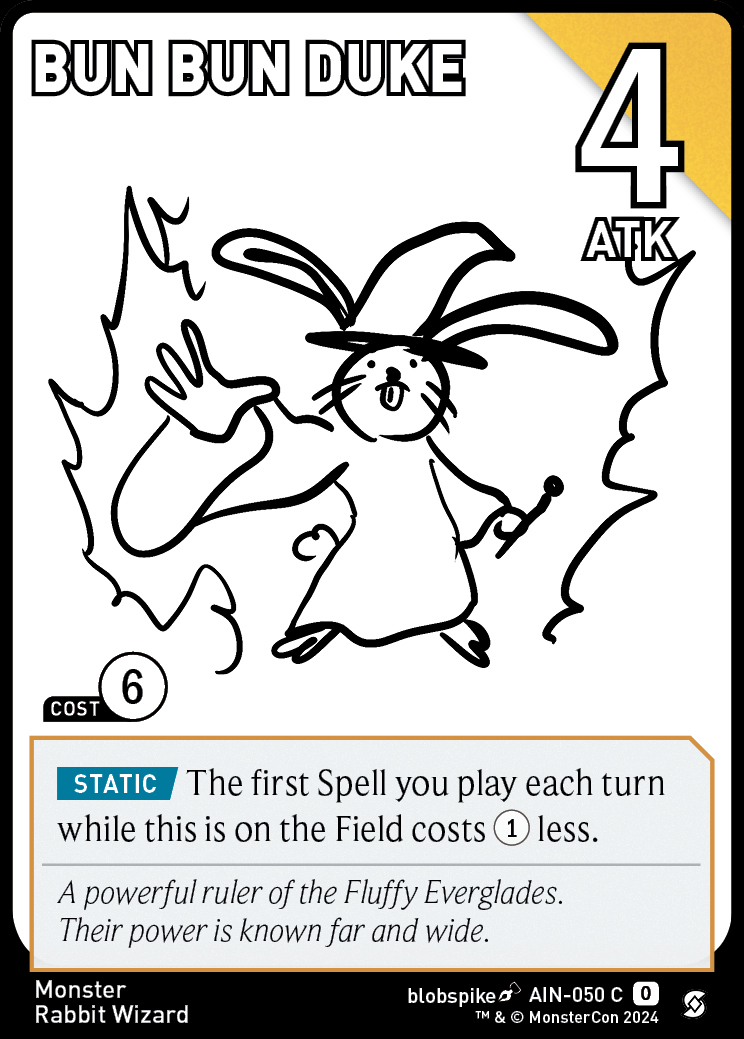 BUN BUN DUKE
4
ATK
COST 6
STATIC The first Spell you play each turn
while this is on the Field costs 1 less.
A powerful ruler of the Fluffy Everglades.
Their power is known far and wide.
Monster
Rabbit Wizard
blobspike AIN-050 C 0
™ & © MonsterCon 2024